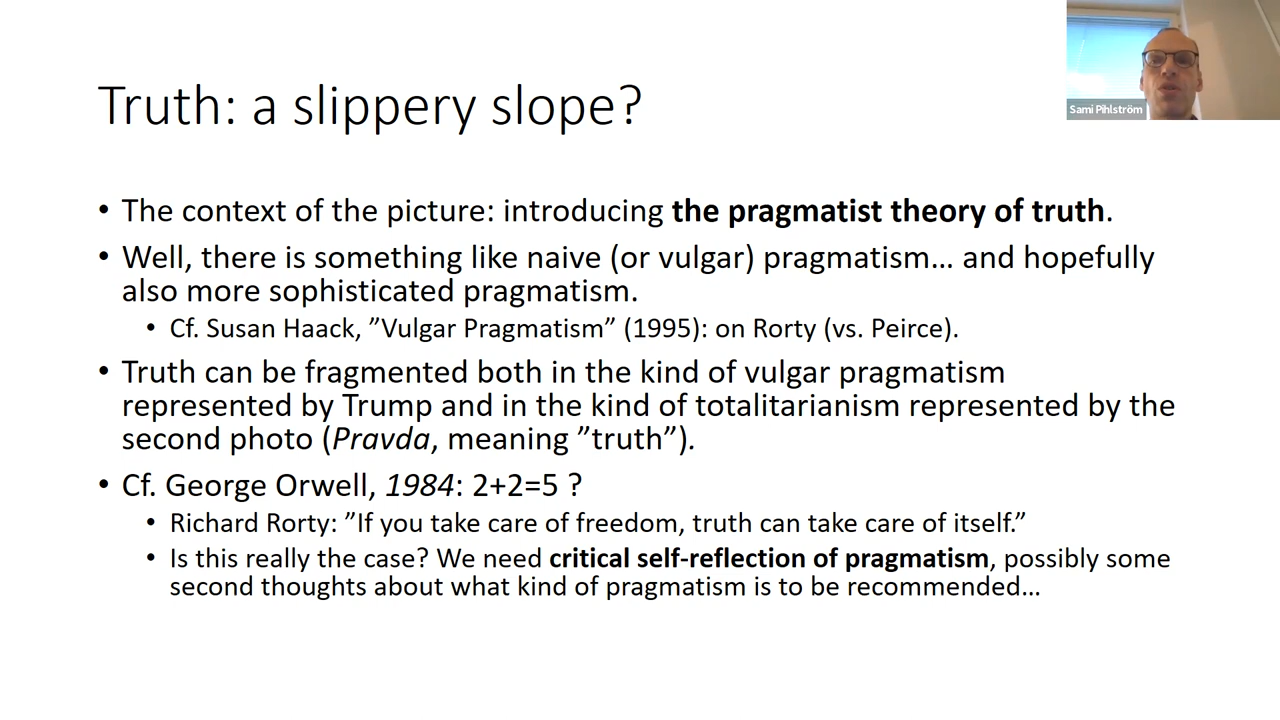 Truth: a slippery slope?
Sami Pihlström
• The context of the picture: introducing the pragmatist theory of truth.
• Well, there is something like naive (or vulgar) pragmatism… and hopefully
also more sophisticated pragmatism.
• Cf. Susan Haack, ”Vulgar Pragmatism” (1995): on Rorty (vs. Peirce).
• Truth can be fragmented both in the kind of vulgar pragmatism
represented by Trump and in the kind of totalitarianism represented by the
second photo (Pravda, meaning ”truth”).
• Cf. George Orwell, 1984: 2+2=5 ?
• Richard Rorty: ”If you take care of freedom, truth can take care of itself.”
• Is this really the case? We need critical self-reflection of pragmatism, possibly some
second thoughts about what kind of pragmatism is to be recommended…